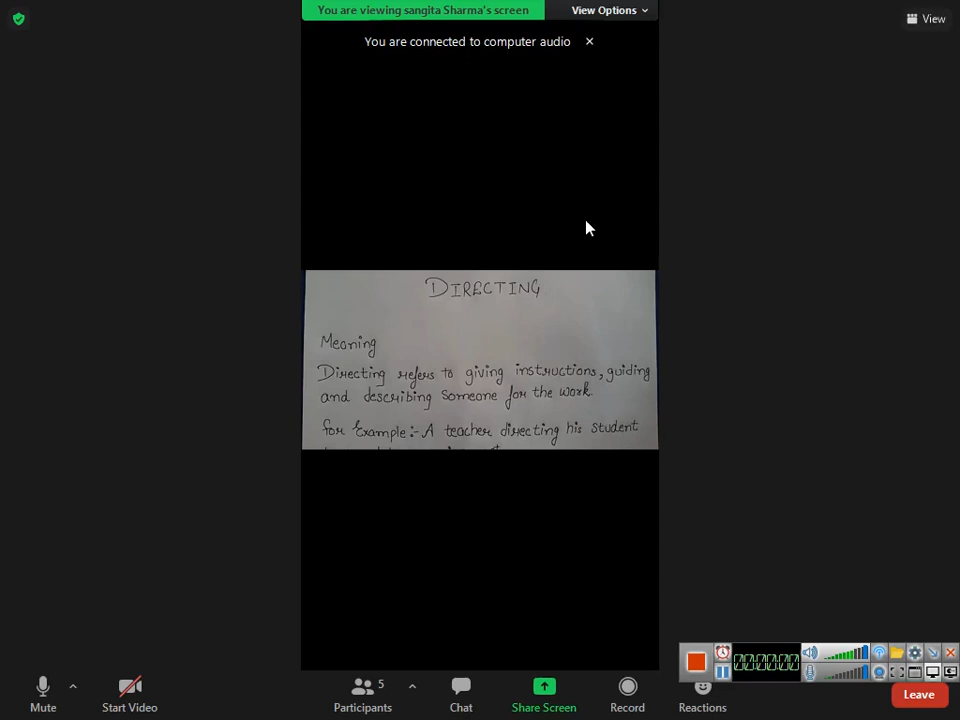 You are viewing sangita Sharma's screen View Options
View
You are connected to computer audio
DIRECTING
Meaning
Directing refers to giving instructions, guiding
and describing someone for the work.
for Example:- A teacher directing his student
Mute
Start Video
Participants 5
Chat
Share Screen
Record
Reactions
Leave